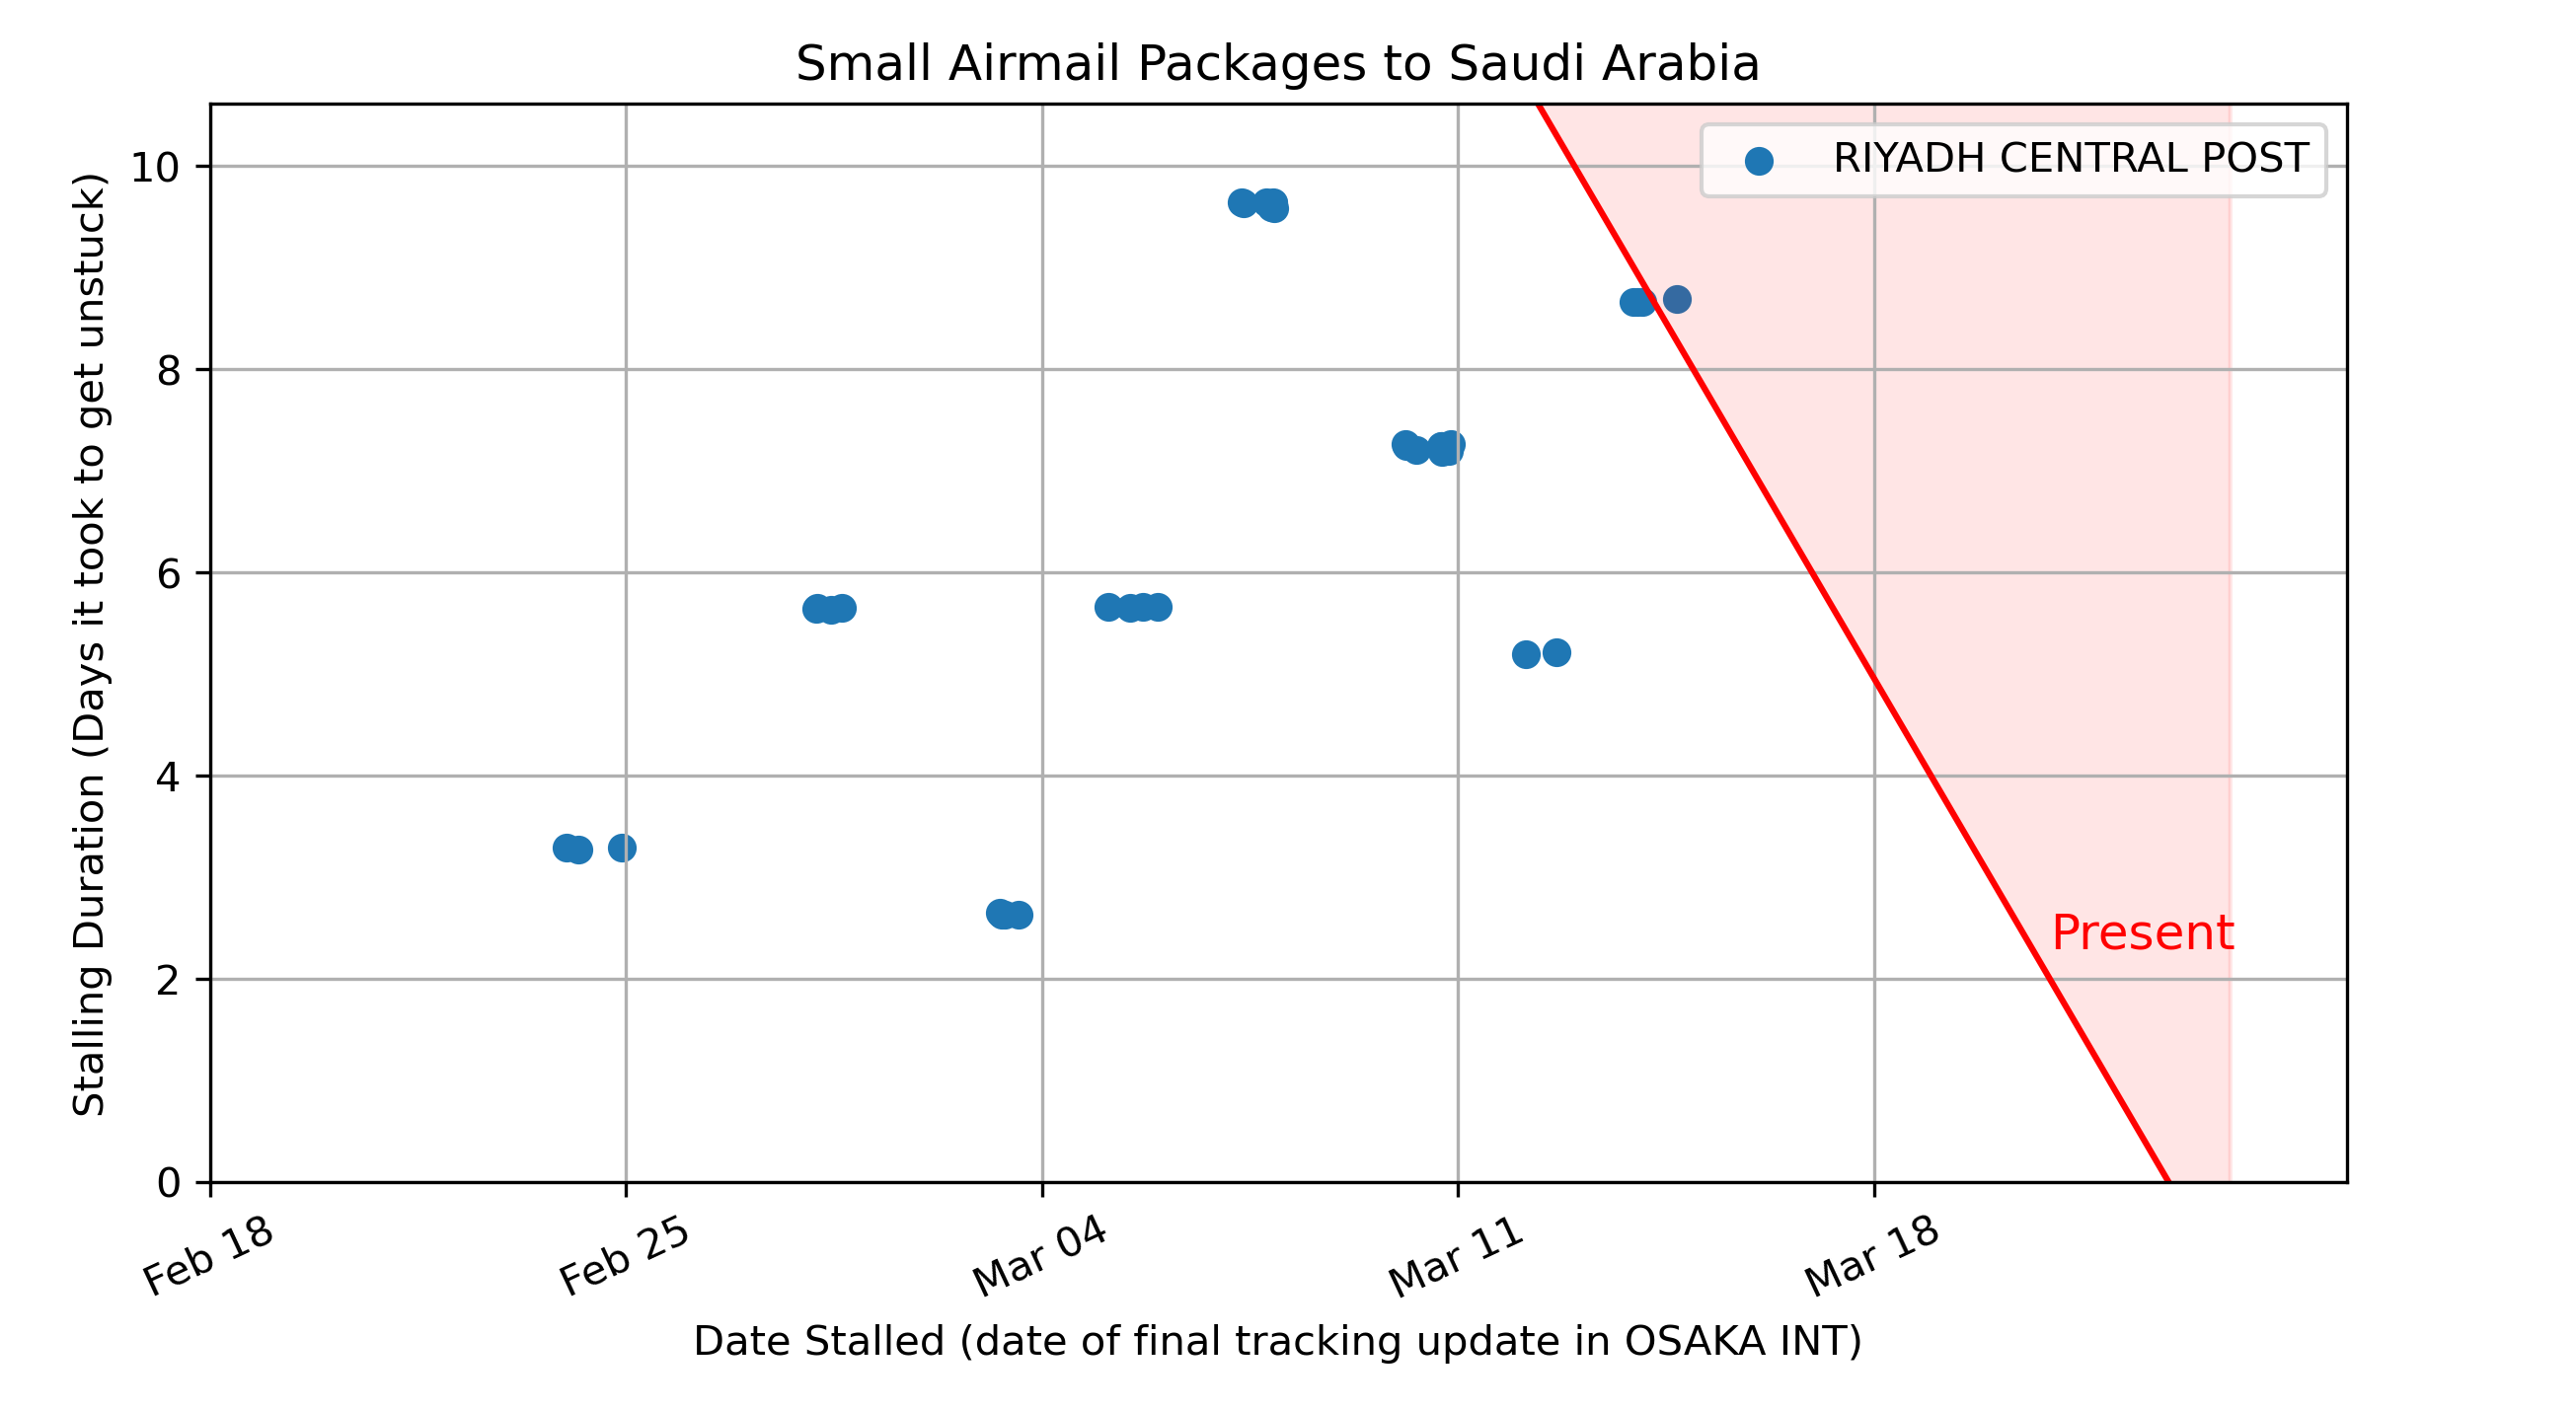 Small Airmail Packages to Saudi Arabia
RIYADH CENTRAL POST
Stalling Duration (Days it took to get unstuck)
10
8
6
4
2
0
Present
Feb 18
Feb 25
Mar 04
Mar 11
Mar 18
Date Stalled (date of final tracking update in OSAKA INT)